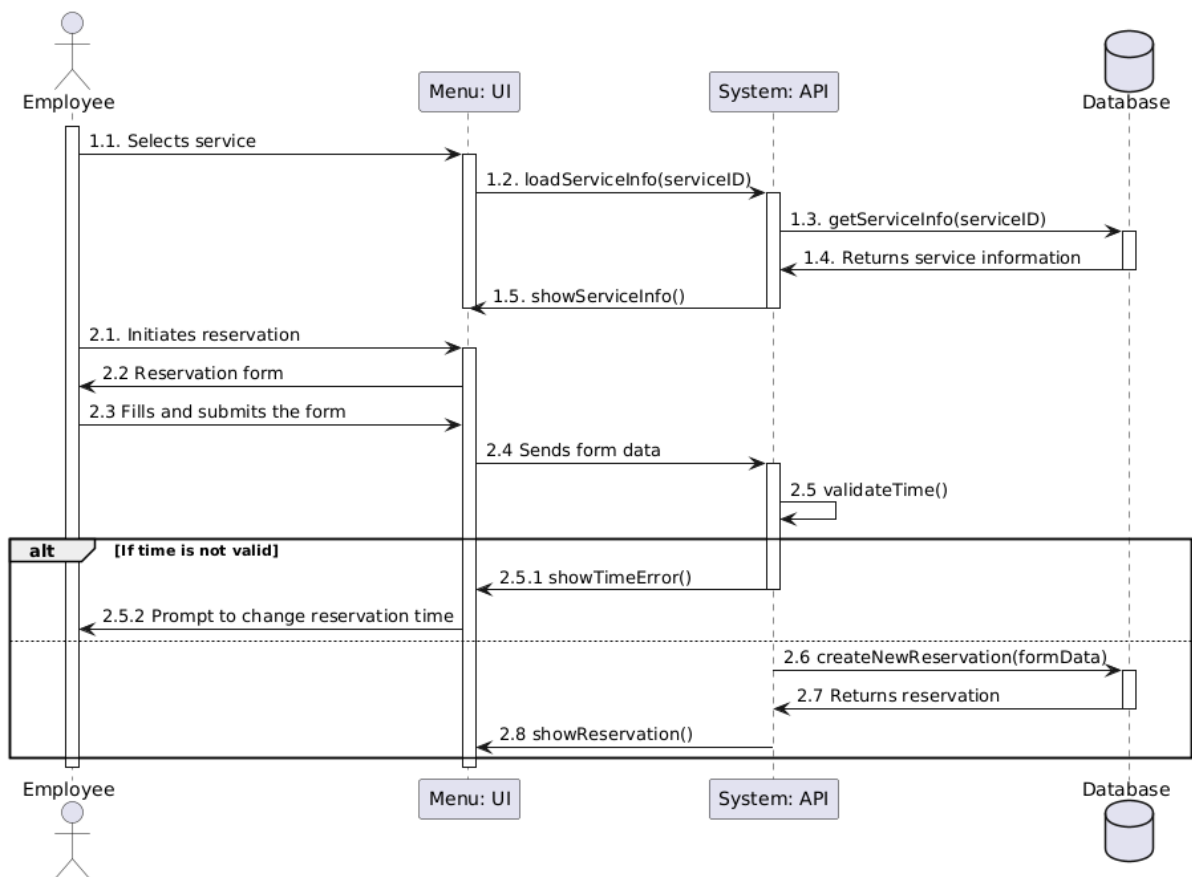 Employee
Menu: UI
System: API
Database
1.1. Selects service
1.2. loadServiceInfo(serviceID)
1.3. getServiceInfo(serviceID)
1.4. Returns service information
1.5. showServiceInfo()
2.1. Initiates reservation
2.2 Reservation form
2.3 Fills and submits the form
2.4 Sends form data
2.5 validateTime()
alt [If time is not valid]
2.5.1 showTimeError()
2.5.2 Prompt to change reservation time
2.6 createNewReservation(formData)
2.7 Returns reservation
2.8 showReservation()
Employee
Menu: UI
System: API
Database